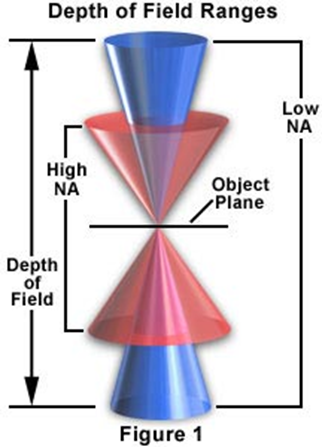 Depth of Field Ranges
Low
NA
High
NA
Object
Plane
Depth
of
Field
Figure 1